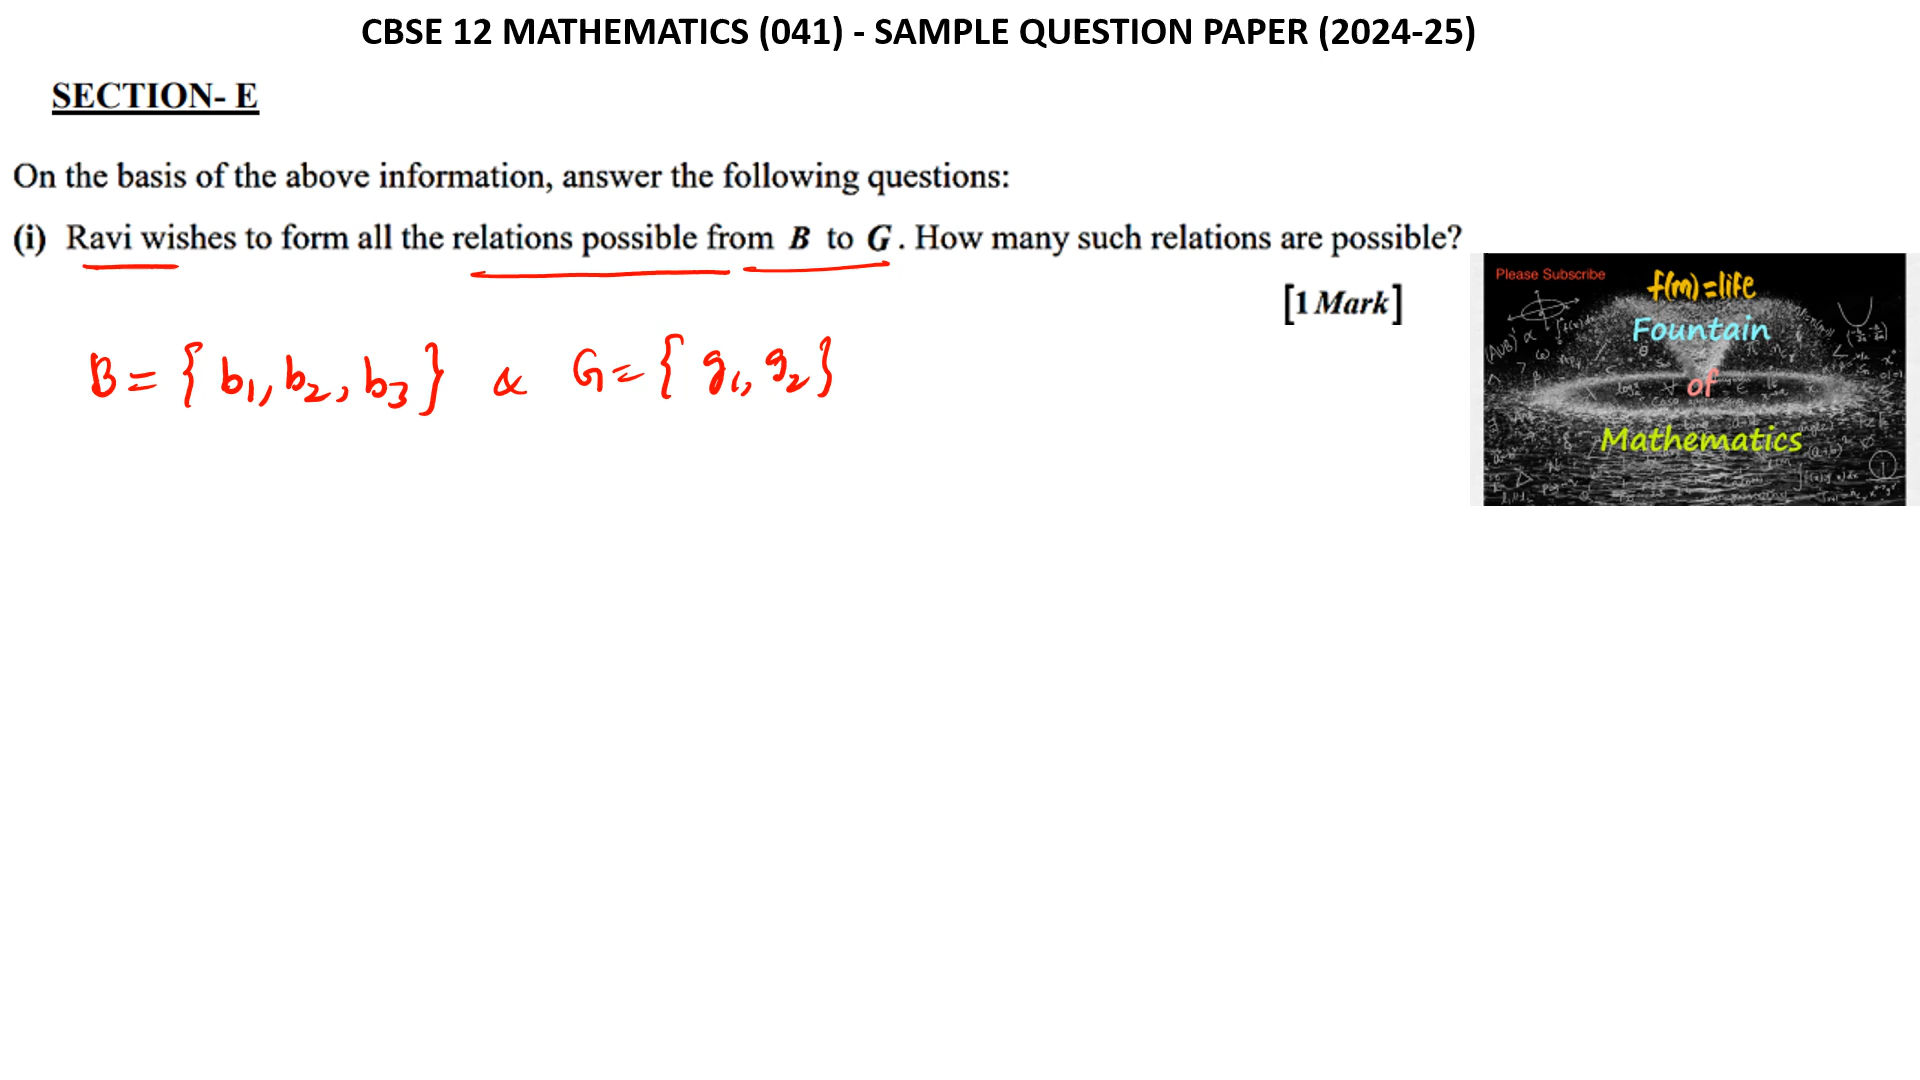 CBSE 12 MATHEMATICS (041) - SAMPLE QUESTION PAPER (2024-25)
SECTION- E
On the basis of the above information, answer the following questions:
(i) Ravi wishes to form all the relations possible from B to G. How many such relations are possible?
[1 Mark]
B = { b₁, b₂, b₃ } & G = { g₁, g₂ }
Please Subscribe
f(m)=life
Fountain
of
Mathematics